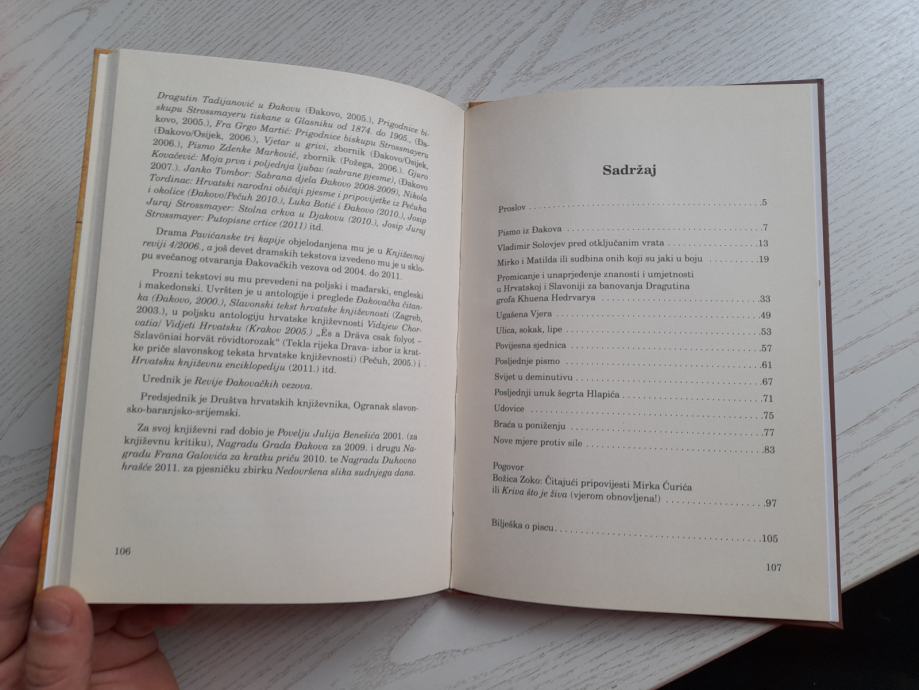 Dragutin Tadijanović u Đakovu (Đakovo, 2005.), Prigodnice bi-
skupu Strossmayeru tiskane u Glasniku od 1874. do 1905., (Đa-
kovo, 2005.), Fra Grgo Martić: Prigodnice biskupu Strossmayeru
(Đakovo/Osijek, 2006.), Vjetar u grivi, zbornik (Đakovo/Osijek,
2006.), Pismo Zdenke Marković, zbornik (Požega, 2006.). Gjuro
Kovačević: Moja prva i poljednja ljubav (sabrane pjesme), (Đakovo
2007.). Janko Tombor: Sabrana djela Đakovo 2008-2009), Nikola
Tordinac: Hrvatski narodni običaji pjesme i pripovijetke iz Pečuha
i okolice (Đakovo/Pečuh 2010.), Luka Botić i Đakovo (2010.), Josip
Juraj Strossmayer: Stolna crkva u Djakovu (2010.), Josip Juraj
Strossmayer: Putopisne crtice (2011) itd.
Drama Pavićanske tri kapije objelodanjena mu je u Književnoj
reviji 4/2006., a još devet dramskih tekstova izvedeno mu je u sklo-
pu svečanog otvaranja Đakovačkih vezova od 2004. do 2011.
Prozni tekstovi su mu prevedeni na poljski i mađarski, engleski
i makedonski. Uvršten je u antologije i preglede Đakovačka čitan-
ka (Đakovo, 2000.), Slavonski tekst hrvatske književnosti (Zagreb,
2003.), u poljsku antologiju hrvatske književnosti Vidzjew Chor-
vatia/ Vidjeti Hrvatsku (Krakov 2005.) „És a Dráva csak folyot –
Szlavóniai horvát rövidtorozak" (Tekla rijeka Drava- izbor iz krat-
ke priče slavonskog teksta hrvatske književnosti) (Pečuh, 2005.) i
Hrvatsku književnu enciklopediju (2011.) itd.
Urednik je Revije Đakovačkih vezova.
Predsjednik je Društva hrvatskih književnika, Ogranak slavon-
sko-baranjsko-srijemski.
Za svoj književni rad dobio je Povelju Julija Benešića 2001. (za
književnu kritiku), Nagradu Grada Đakova za 2009. i drugu Na-
gradu Frana Galovića za kratku priču 2010. te Nagradu Duhovno
hrašće 2011. za pjesničku zbirku Nedovršena slika sudnjega dana.
106
Sadržaj
Proslov 5
Pismo iz Đakova 7
Vladimir Solovjev pred otključanim vrata 13
Mirko i Matilda ili sudbina onih koji su jaki u boju 19
Promicanje i unaprjeđenje znanosti i umjetnosti
u Hrvatskoj i Slavoniji za banovanja Dragutina
grofa Khuena Hedrvarya 33
Ugašena Vjera 49
Ulica, sokak, lipe 53
Povijesna sjednica 57
Posljednje pismo 61
Svijet u deminutivu 67
Posljednji unuk šegrta Hlapića 71
Udovice 75
Braća u poniženju 77
Nove mjere protiv sile 83
Pogovor
Božica Zoko: Čitajući pripovijesti Mirka Ćurića
ili Kriva što je živa (vjerom obnovljena!) 97
Bilješka o piscu 105
107